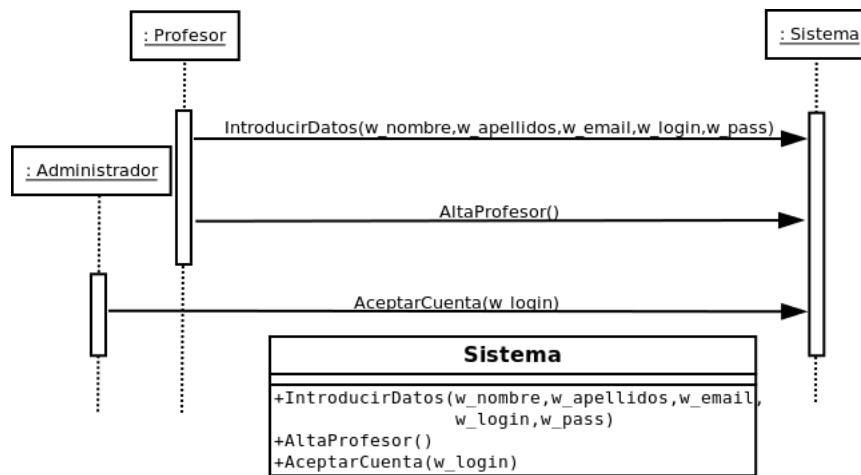 : Profesor
: Sistema
IntroducirDatos(w_nombre,w_apellidos,w_email,w_login,w_pass)
: Administrador
AltaProfesor()
AceptarCuenta(w_login)
Sistema
+IntroducirDatos(w_nombre,w_apellidos,w_email,
w_login,w_pass)
+AltaProfesor()
+AceptarCuenta(w_login)